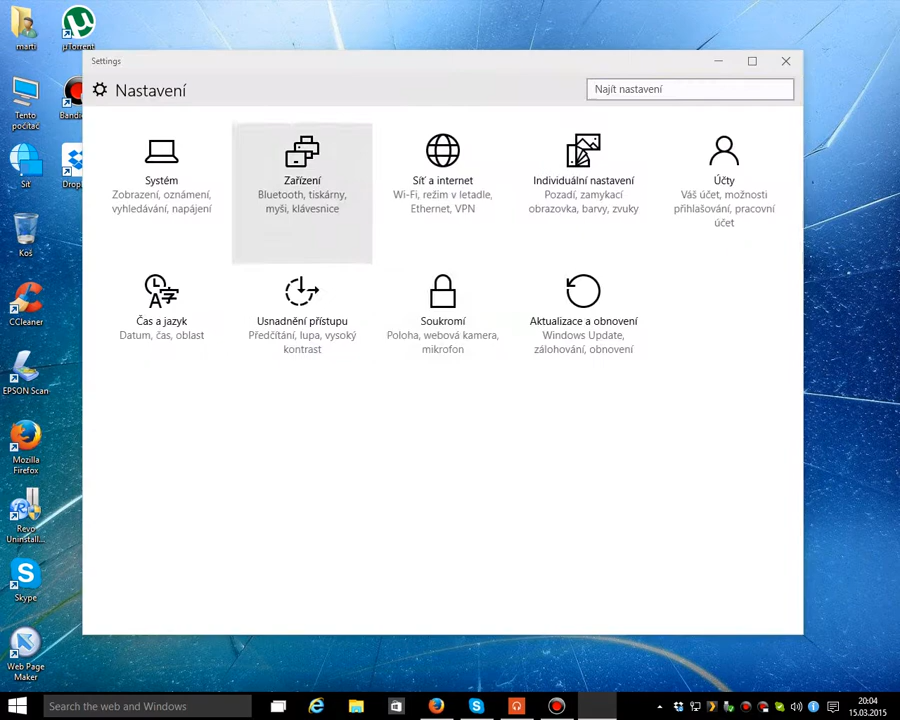 marti
µTorrent
Tento
počítač
Síť
Koš
CCleaner
EPSON Scan
Mozilla
Firefox
Revo
Uninstall...
Skype
Web Page
Maker
Settings
Nastavení
Najít nastavení
Systém
Zobrazení, oznámení,
vyhledávání, napájení
Zařízení
Bluetooth, tiskárny,
myši, klávesnice
Síť a internet
Wi-Fi, režim v letadle,
Ethernet, VPN
Individuální nastavení
Pozadí, zamykací
obrazovka, barvy, zvuky
Účty
Váš účet, možnosti
přihlašování, pracovní
účet
Čas a jazyk
Datum, čas, oblast
Usnadnění přístupu
Předčítání, lupa, vysoký
kontrast
Soukromí
Poloha, webová kamera,
mikrofon
Aktualizace a obnovení
Windows Update,
zálohování, obnovení
Search the web and Windows
20:04
15.03.2015